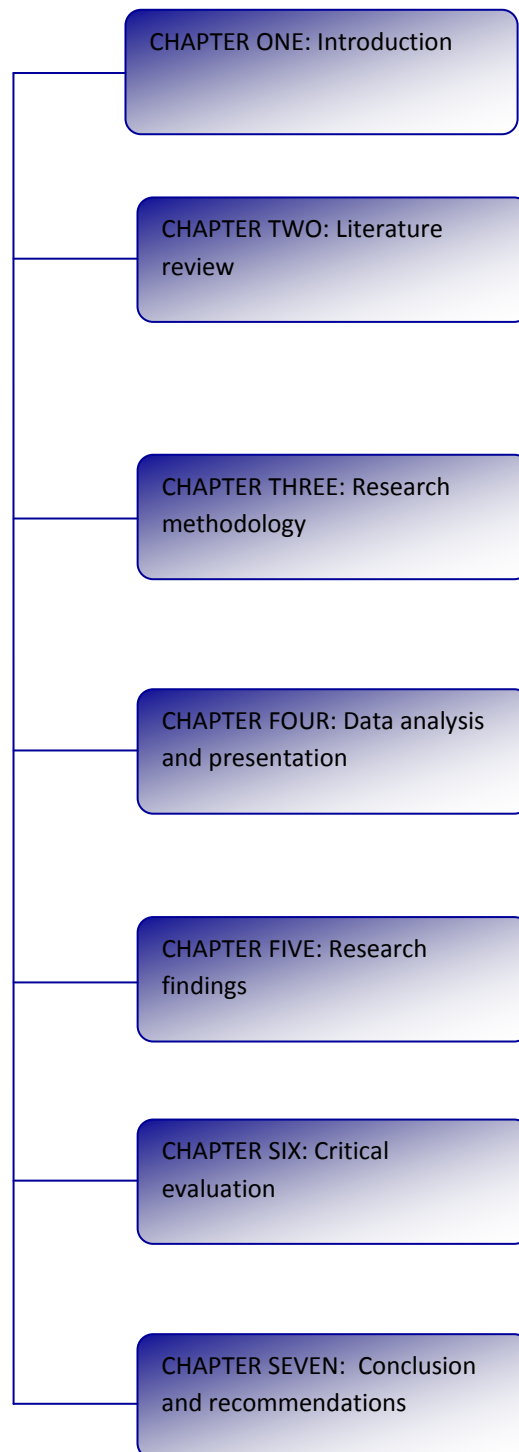 CHAPTER ONE: Introduction
CHAPTER TWO: Literature
review
CHAPTER THREE: Research
methodology
CHAPTER FOUR: Data analysis
and presentation
CHAPTER FIVE: Research
findings
CHAPTER SIX: Critical
evaluation
CHAPTER SEVEN:  Conclusion
and recommendations